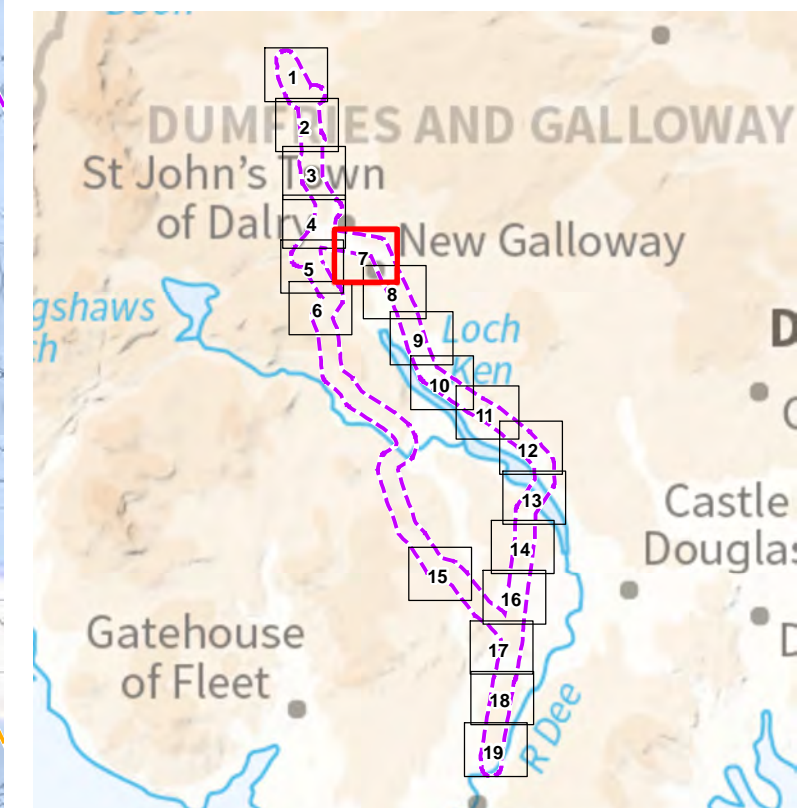 1
DUMFRIES AND GALLOWAY
2
St John's Town
of Dalry
3
4
New Galloway
7
5
8
6
gshaws
h
Loch
Ken
9
10
11
12
13
Castle
Douglas
14
15
16
Gatehouse
of Fleet
17
18
19
R Dee
D
C
D